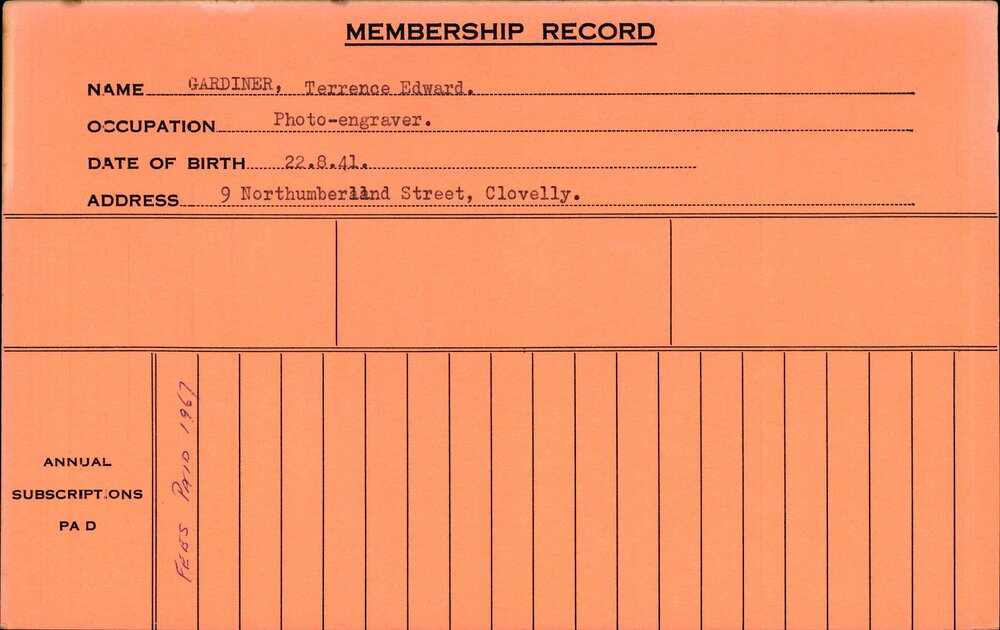 MEMBERSHIP RECORD
NAME GARDINER, Terrence Edward.
OCCUPATION Photo-engraver.
DATE OF BIRTH 22.8.41.
ADDRESS 9 Northumberland Street, Clovelly.
ANNUAL
SUBSCRIPTIONS
PAID
FEES PAID 1967